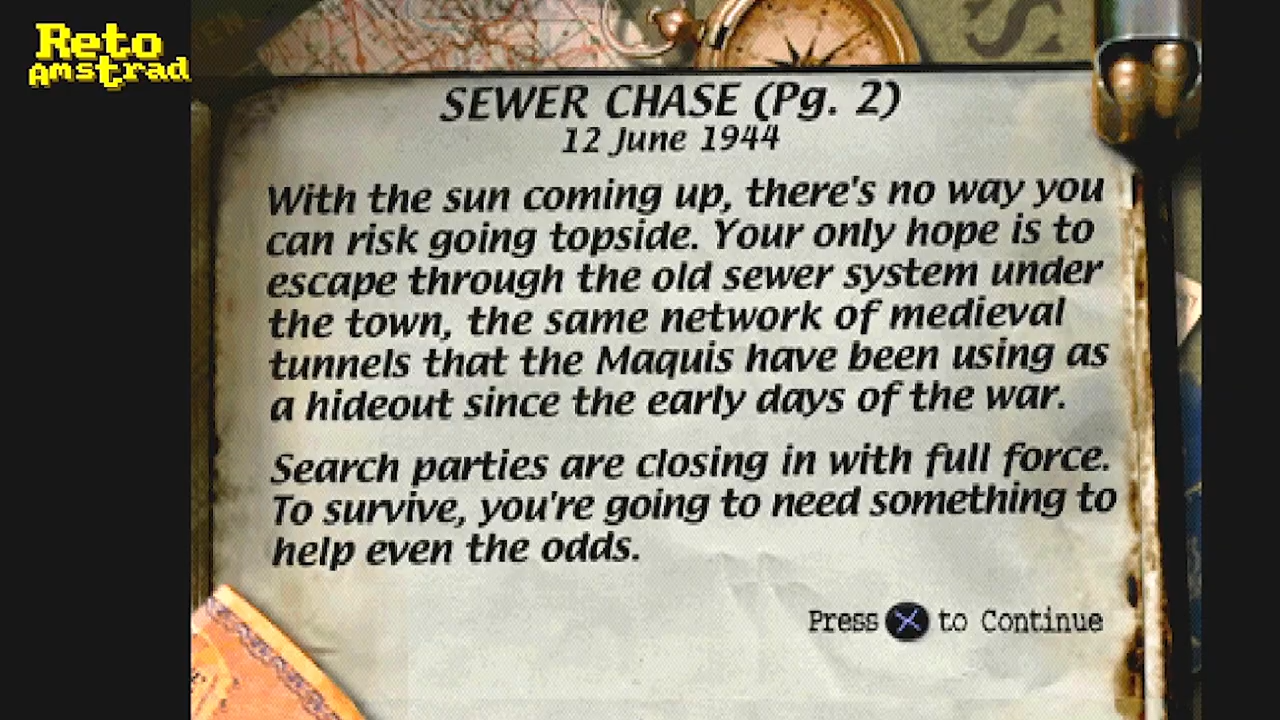 Reto
Amstrad
SEWER CHASE (Pg. 2)
12 June 1944
With the sun coming up, there's no way you
can risk going topside. Your only hope is to
escape through the old sewer system under
the town, the same network of medieval
tunnels that the Maquis have been using as
a hideout since the early days of the war.
Search parties are closing in with full force.
To survive, you're going to need something to
help even the odds.
Press X to Continue